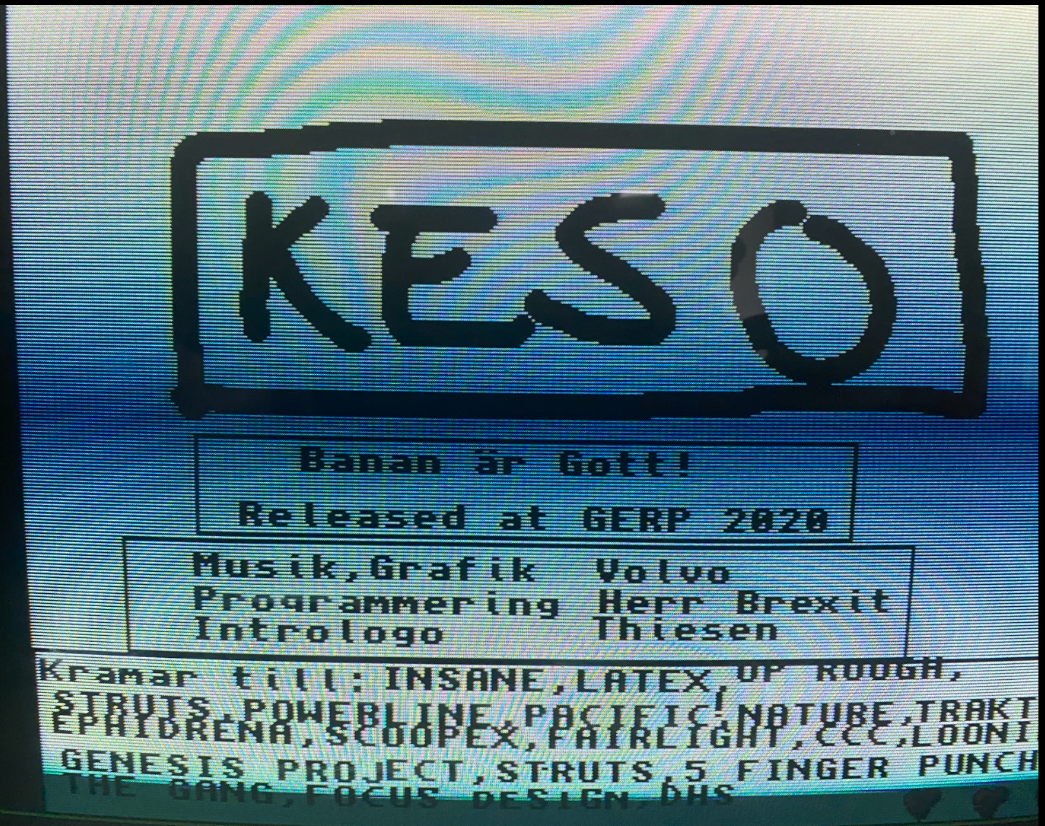 KESO
Banan är Gott!
Released at GERP 2020
Musik,Grafik Volvo
Programmering Herr Brexit
Intrologo Thiesen
Kramar till: INSANE,LATEX, UP ROUGH,
STRUTS,POWERLINE,PACIFIC!NATURE,TRAKT
EPHIDRENA,SCOOPEX,FAIRLIGHT,CCC,LOONI
GENESIS PROJECT,STRUTS,5 FINGER PUNCH
THE GANG,FOCUS DESIGN,DHS